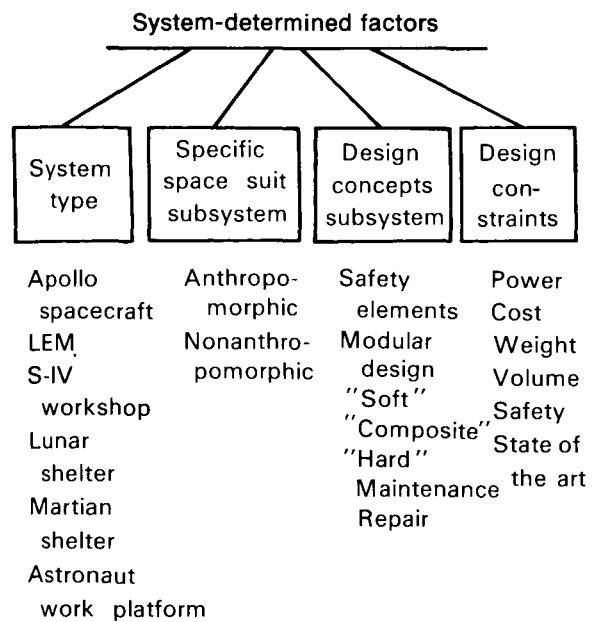 System-determined factors
System
type
Specific
space suit
subsystem
Design
concepts
subsystem
Design
con-
straints
Apollo
spacecraft
LEM
S-IV
workshop
Lunar
shelter
Martian
shelter
Astronaut
work platform
Anthropo-
morphic
Nonanthro-
pomorphic
Safety
elements
Modular
design
"Soft"
"Composite"
"Hard"
Maintenance
Repair
Power
Cost
Weight
Volume
Safety
State of
the art